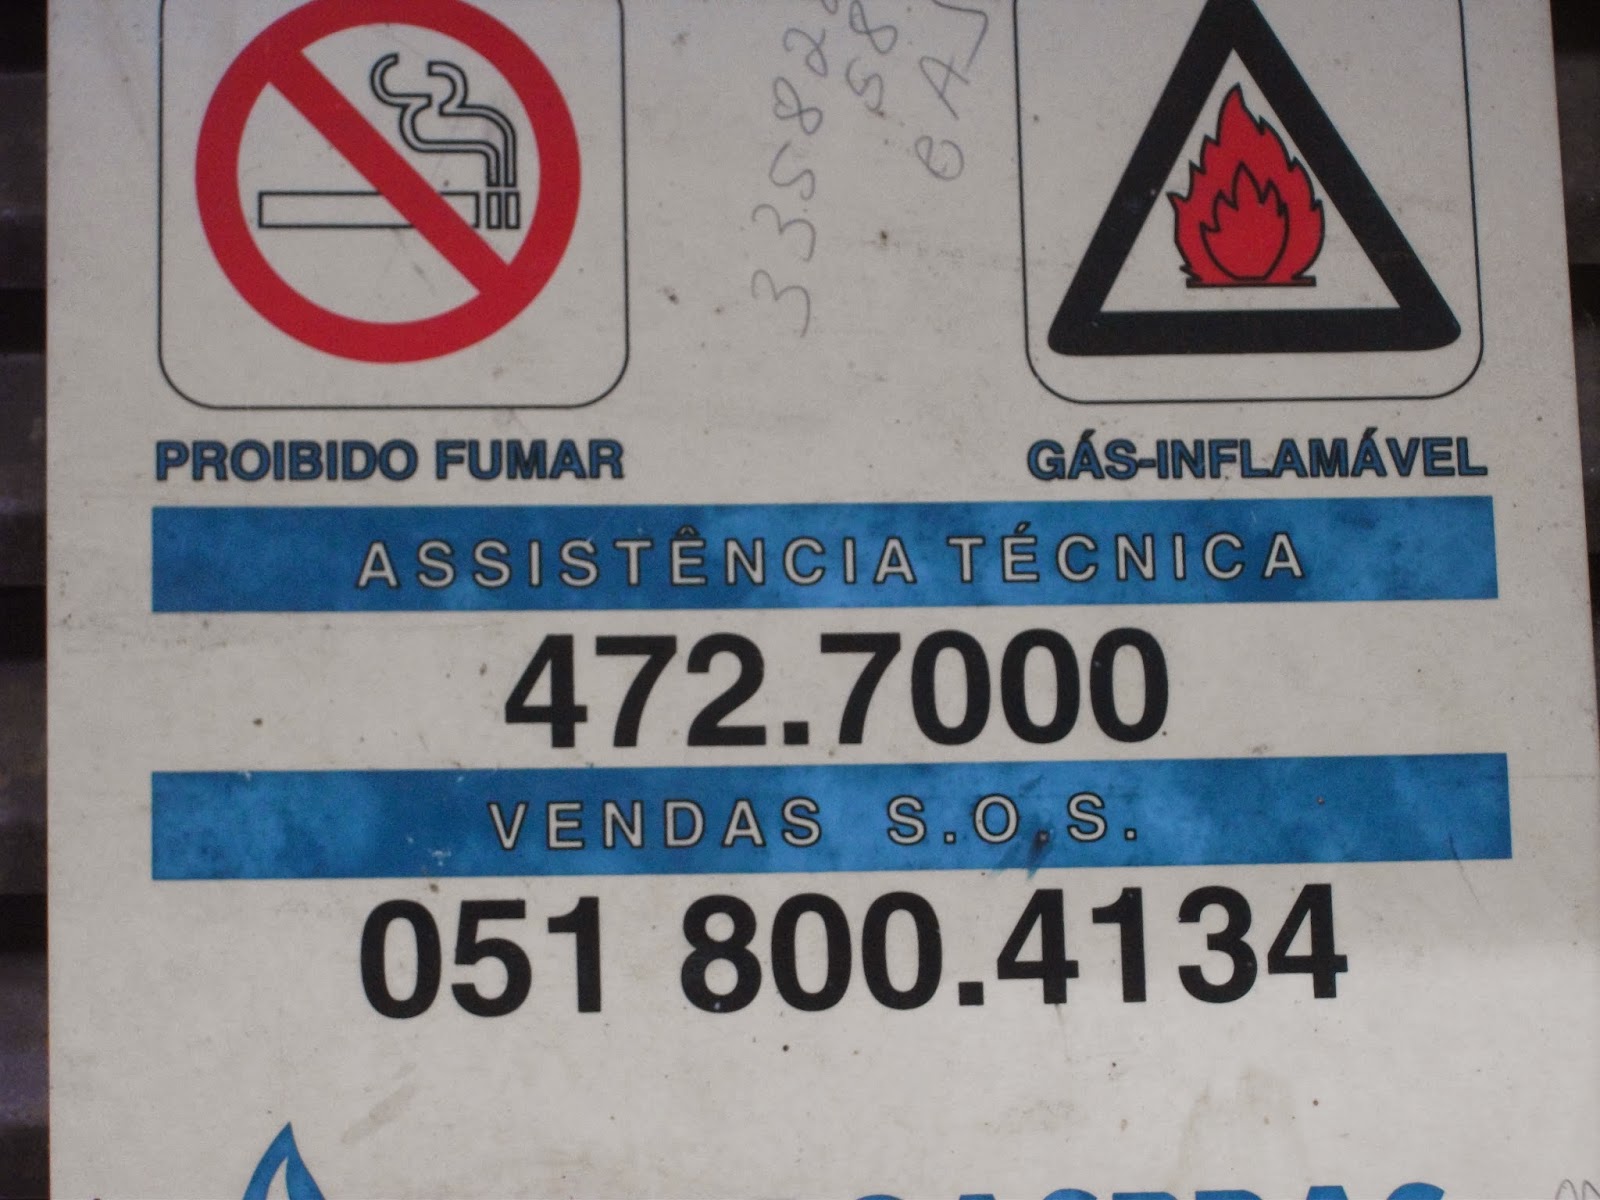 PROIBIDO FUMAR
GÁS-INFLAMÁVEL
ASSISTÊNCIA TÉCNICA
472.7000
VENDAS S.O.S.
051 800.4134